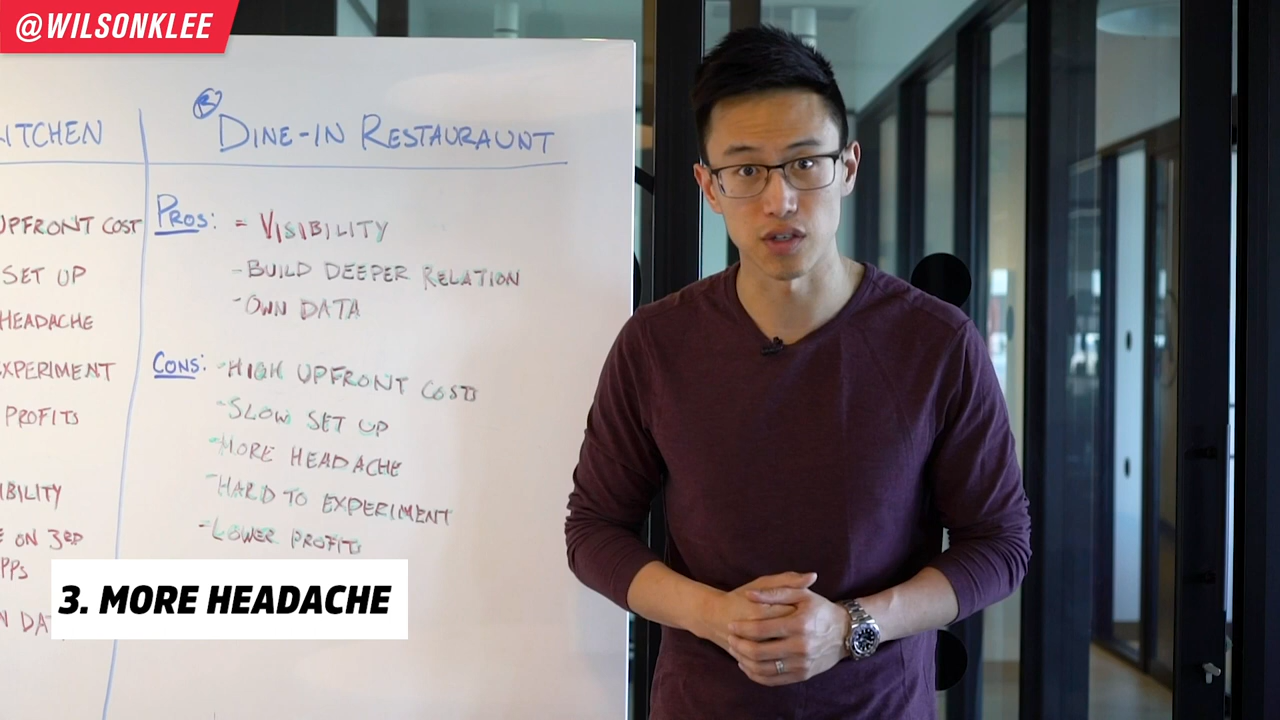 @WILSONKLEE
ITCHEN
UPFRONT COST
SET UP
HEADACHE
XPERIMENT
PROFITS
IBILITY
E ON 3RD
PPS
N DA
B
DINE-IN RESTAURAUNT
PROS: - VISIBILITY
- BUILD DEEPER RELATION
- OWN DATA
CONS: - HIGH UPFRONT COSTS
- SLOW SET UP
- MORE HEADACHE
- HARD TO EXPERIMENT
- LOWER PROFITS
3. MORE HEADACHE